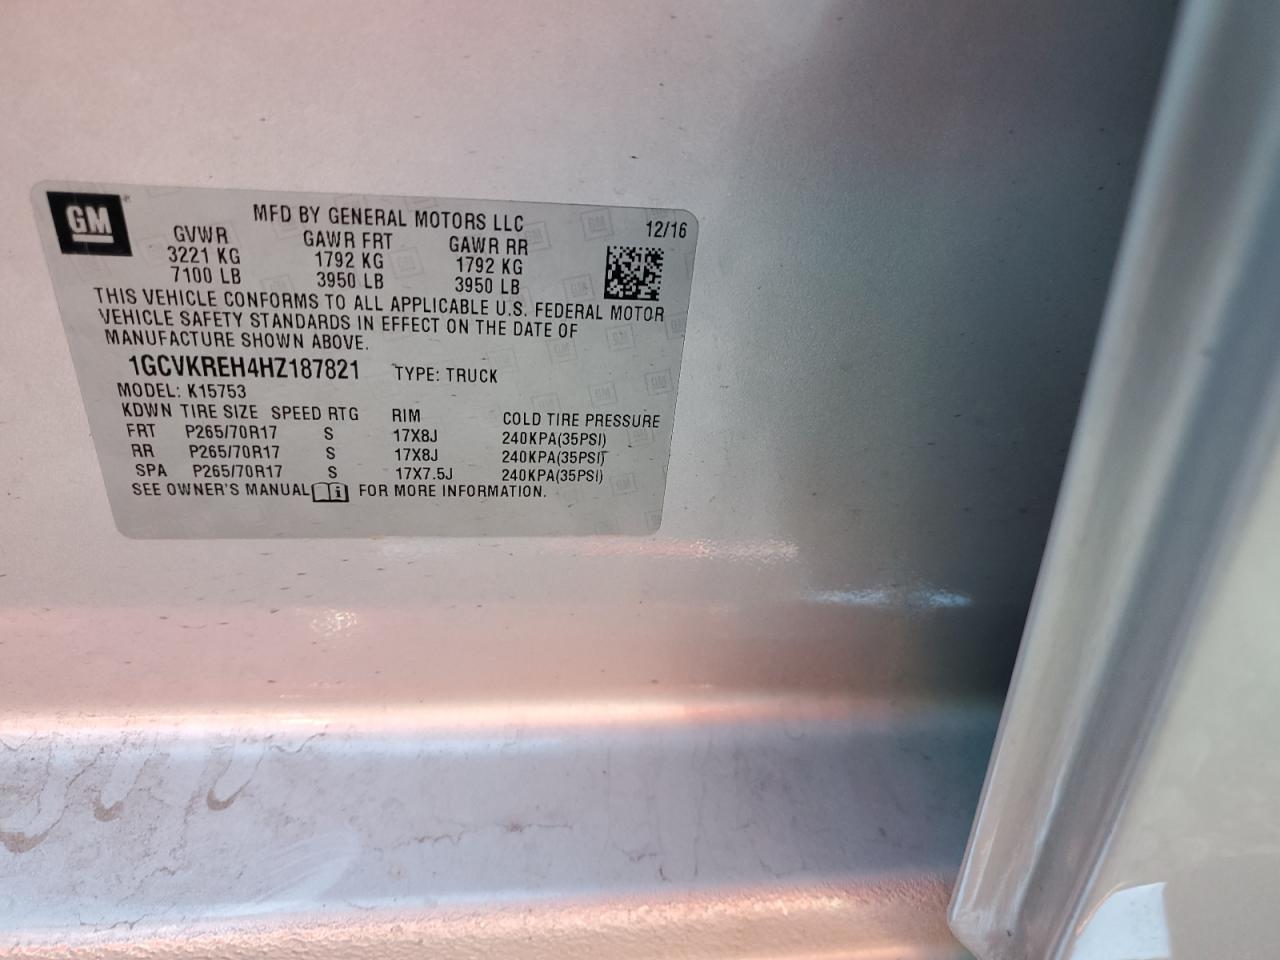 GM
MFD BY GENERAL MOTORS LLC 12/16
GVWR GAWR FRT GAWR RR
3221 KG 1792 KG 1792 KG
7100 LB 3950 LB 3950 LB
THIS VEHICLE CONFORMS TO ALL APPLICABLE U.S. FEDERAL MOTOR
VEHICLE SAFETY STANDARDS IN EFFECT ON THE DATE OF
MANUFACTURE SHOWN ABOVE.
1GCVKREH4HZ187821 TYPE: TRUCK
MODEL: K15753
KDWN TIRE SIZE SPEED RTG RIM COLD TIRE PRESSURE
FRT P265/70R17 S 17X8J 240KPA(35PSI)
RR P265/70R17 S 17X8J 240KPA(35PSI)
SPA P265/70R17 S 17X7.5J 240KPA(35PSI)
SEE OWNER'S MANUAL FOR MORE INFORMATION.